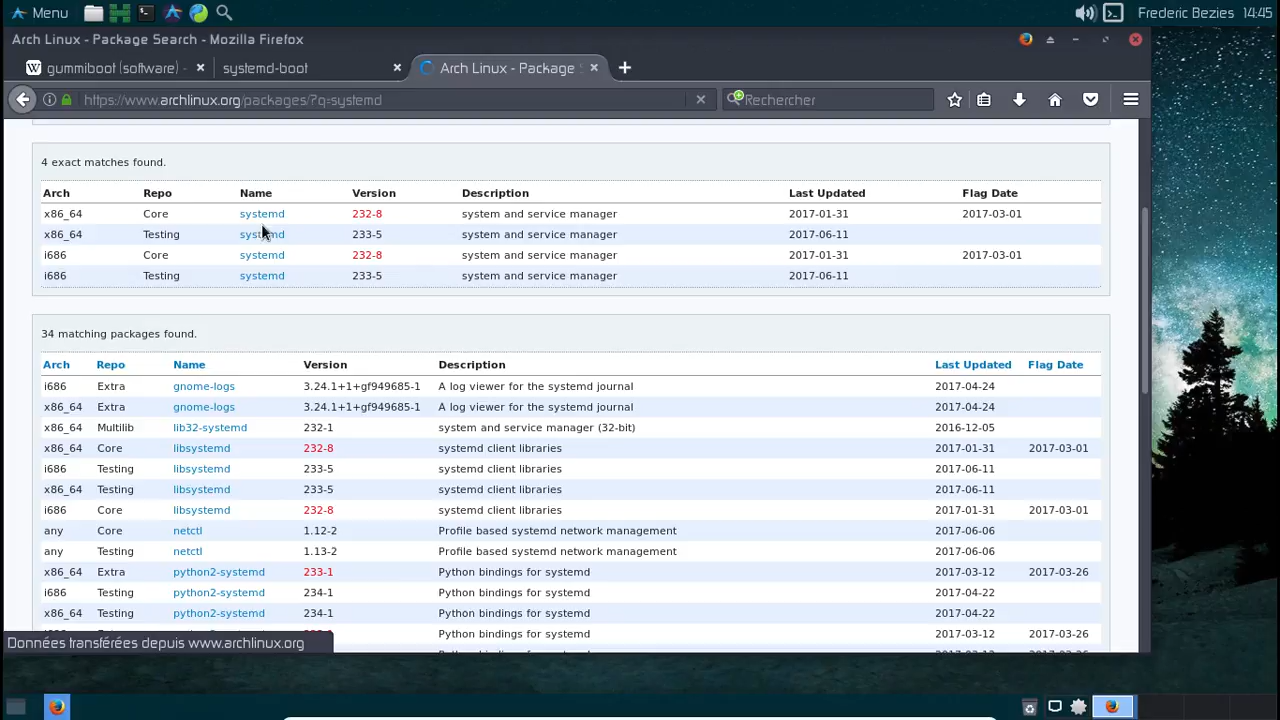 Menu
Frederic Bezies 14:45
Arch Linux - Package Search - Mozilla Firefox
W gummiboot (software) - systemd-boot Arch Linux - Package
https://www.archlinux.org/packages/?q=systemd Rechercher
4 exact matches found.
Arch Repo Name Version Description Last Updated Flag Date
x86_64 Core systemd 232-8 system and service manager 2017-01-31 2017-03-01
x86_64 Testing systemd 233-5 system and service manager 2017-06-11
i686 Core systemd 232-8 system and service manager 2017-01-31 2017-03-01
i686 Testing systemd 233-5 system and service manager 2017-06-11
34 matching packages found.
Arch Repo Name Version Description Last Updated Flag Date
i686 Extra gnome-logs 3.24.1+1+gf949685-1 A log viewer for the systemd journal 2017-04-24
x86_64 Extra gnome-logs 3.24.1+1+gf949685-1 A log viewer for the systemd journal 2017-04-24
x86_64 Multilib lib32-systemd 232-1 system and service manager (32-bit) 2016-12-05
x86_64 Core libsystemd 232-8 systemd client libraries 2017-01-31 2017-03-01
i686 Testing libsystemd 233-5 systemd client libraries 2017-06-11
x86_64 Testing libsystemd 233-5 systemd client libraries 2017-06-11
i686 Core libsystemd 232-8 systemd client libraries 2017-01-31 2017-03-01
any Core netctl 1.12-2 Profile based systemd network management 2017-06-06
any Testing netctl 1.13-2 Profile based systemd network management 2017-06-06
x86_64 Extra python2-systemd 233-1 Python bindings for systemd 2017-03-12 2017-03-26
i686 Testing python2-systemd 234-1 Python bindings for systemd 2017-04-22
x86_64 Testing python2-systemd 234-1 Python bindings for systemd 2017-04-22
Python bindings for systemd 2017-03-12 2017-03-26
Données transférées depuis www.archlinux.org